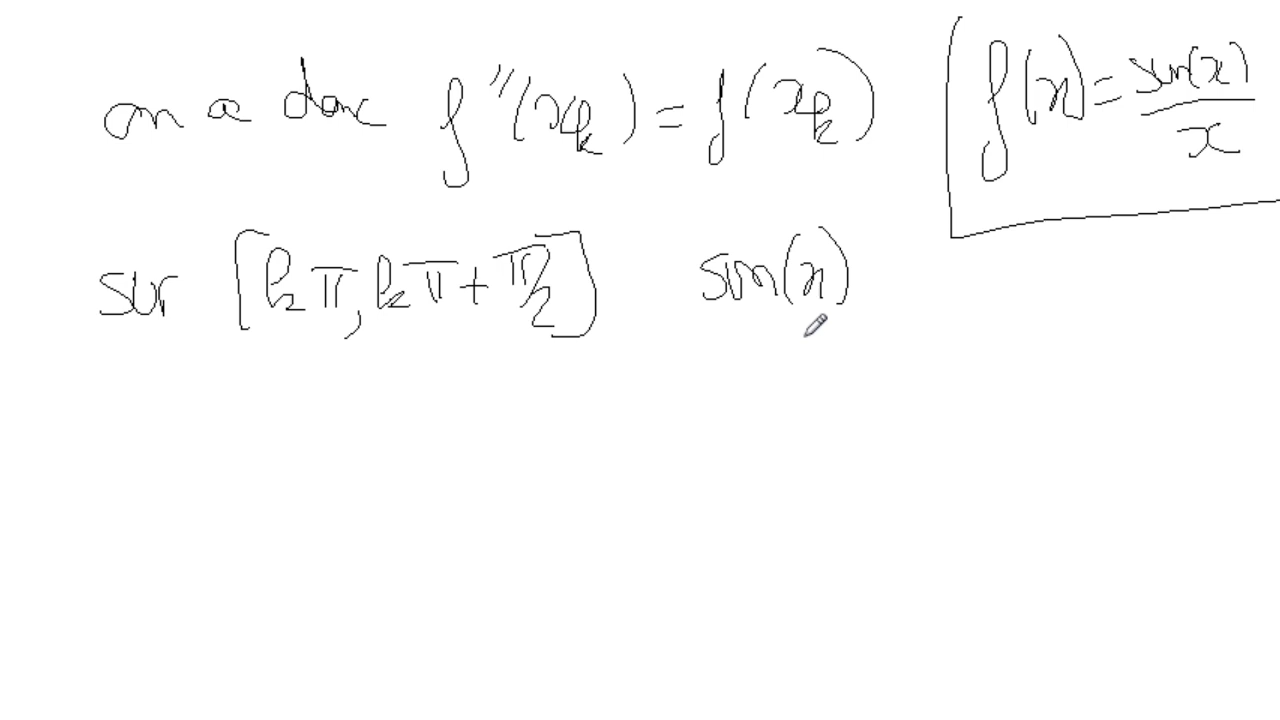 on a donc f''(x_k) = f(x_k)
f(x) = sin(x)/x
sur [kπ, kπ + π/2] sin(x)